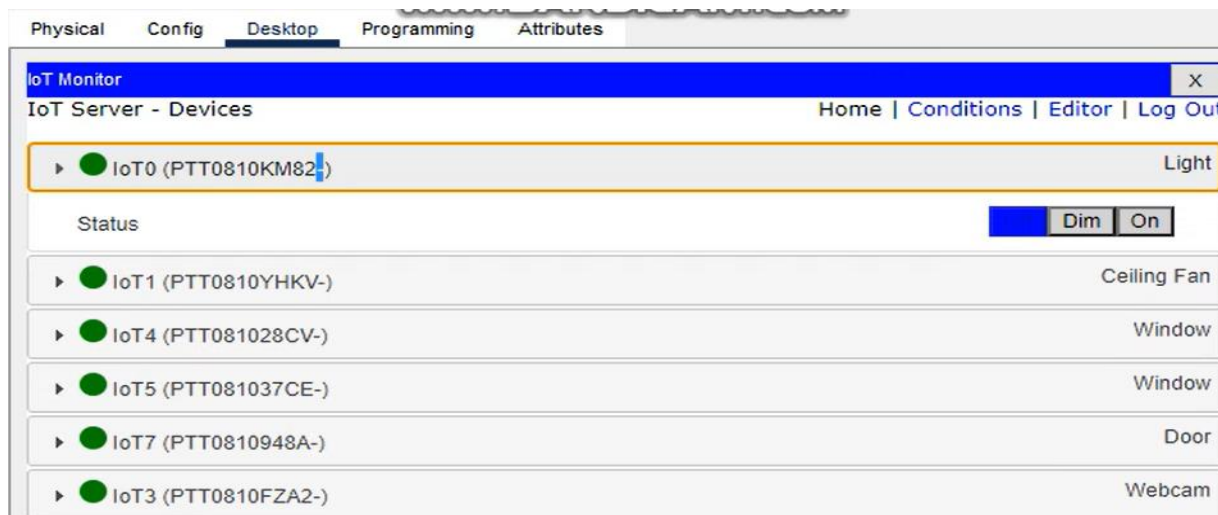 Physical Config Desktop Programming Attributes
IoT Monitor X
IoT Server - Devices Home | Conditions | Editor | Log Out
IoT0 (PTT0810KM82-) Light
Status Dim On
IoT1 (PTT0810YHKV-) Ceiling Fan
IoT4 (PTT081028CV-) Window
IoT5 (PTT081037CE-) Window
IoT7 (PTT0810948A-) Door
IoT3 (PTT0810FZA2-) Webcam